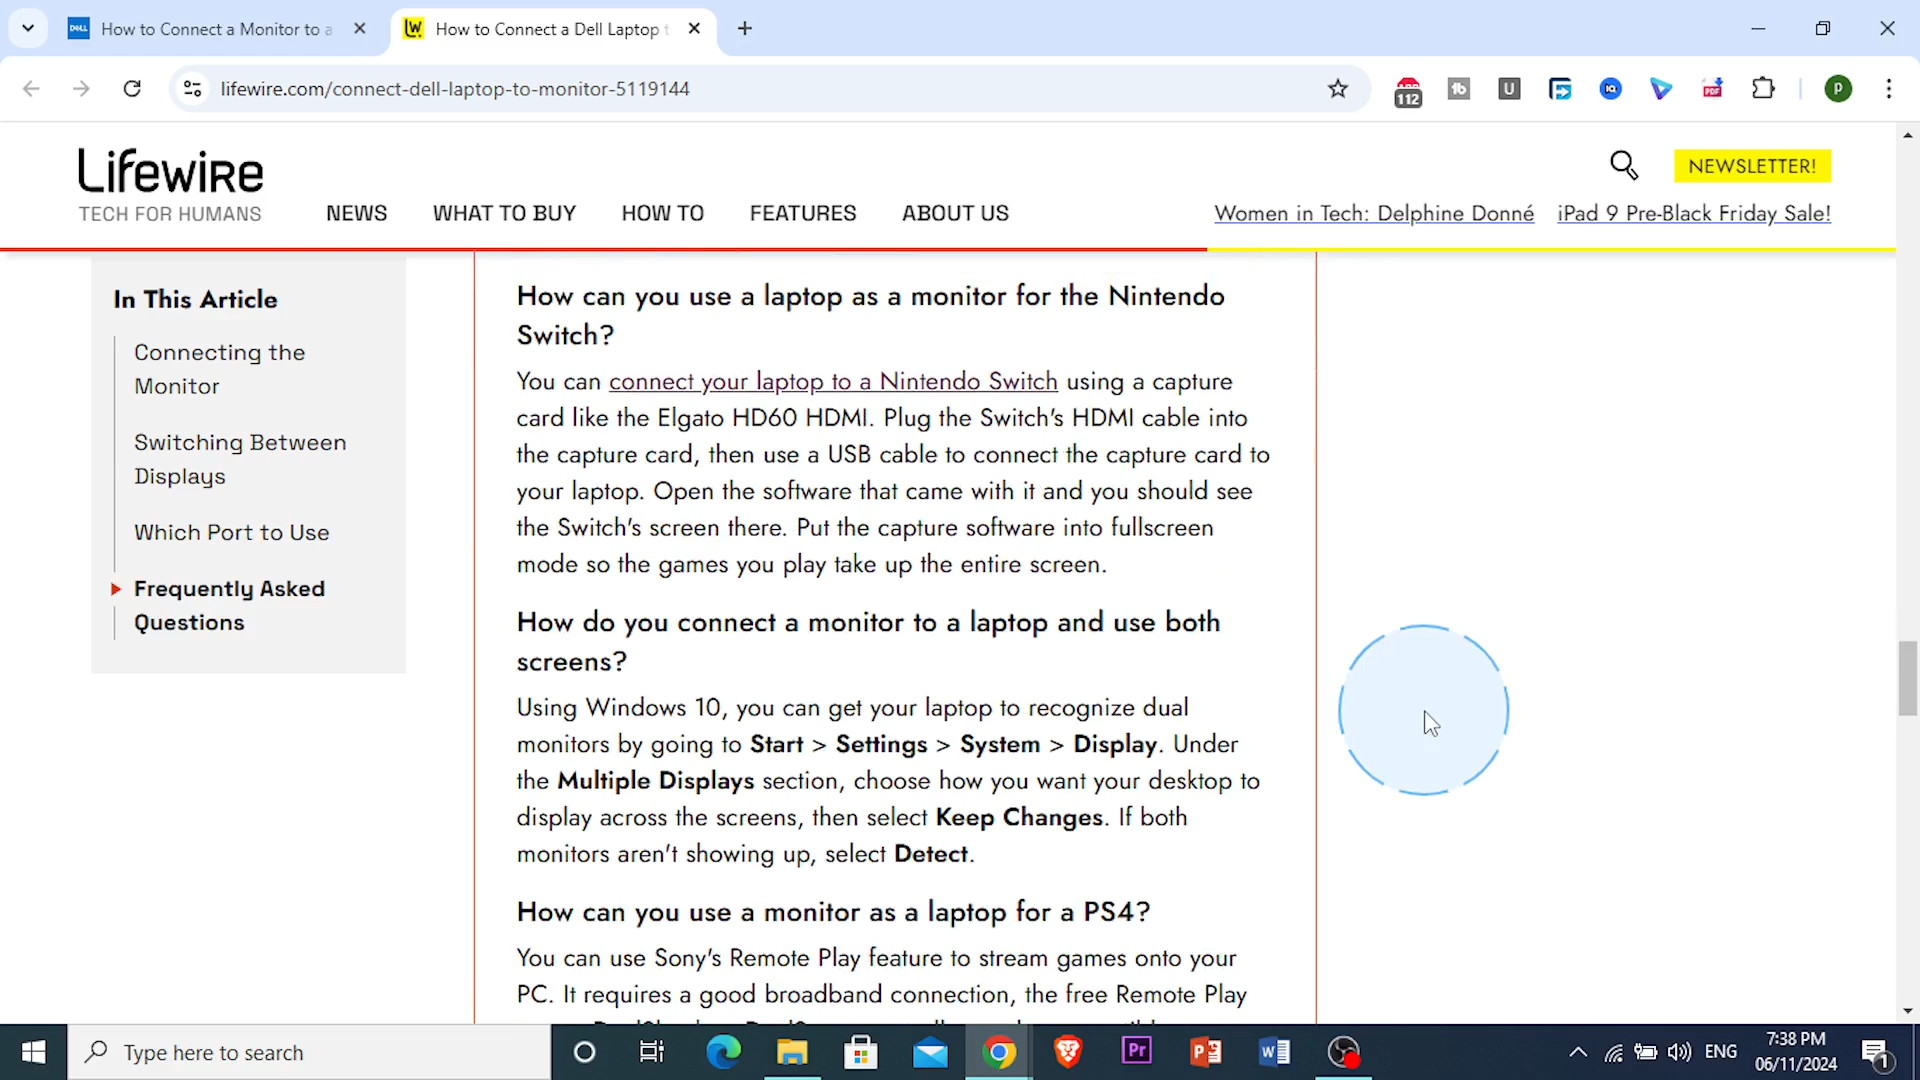 How to Connect a Monitor to a
How to Connect a Dell Laptop t
lifewire.com/connect-dell-laptop-to-monitor-5119144
112
P
Lifewire
TECH FOR HUMANS
NEWS WHAT TO BUY HOW TO FEATURES ABOUT US
NEWSLETTER!
Women in Tech: Delphine Donné iPad 9 Pre-Black Friday Sale!
In This Article
Connecting the
Monitor
Switching Between
Displays
Which Port to Use
Frequently Asked
Questions
How can you use a laptop as a monitor for the Nintendo
Switch?
You can connect your laptop to a Nintendo Switch using a capture
card like the Elgato HD60 HDMI. Plug the Switch's HDMI cable into
the capture card, then use a USB cable to connect the capture card to
your laptop. Open the software that came with it and you should see
the Switch's screen there. Put the capture software into fullscreen
mode so the games you play take up the entire screen.
How do you connect a monitor to a laptop and use both
screens?
Using Windows 10, you can get your laptop to recognize dual
monitors by going to Start > Settings > System > Display. Under
the Multiple Displays section, choose how you want your desktop to
display across the screens, then select Keep Changes. If both
monitors aren't showing up, select Detect.
How can you use a monitor as a laptop for a PS4?
You can use Sony's Remote Play feature to stream games onto your
PC. It requires a good broadband connection, the free Remote Play
Type here to search
ENG
7:38 PM
06/11/2024
1